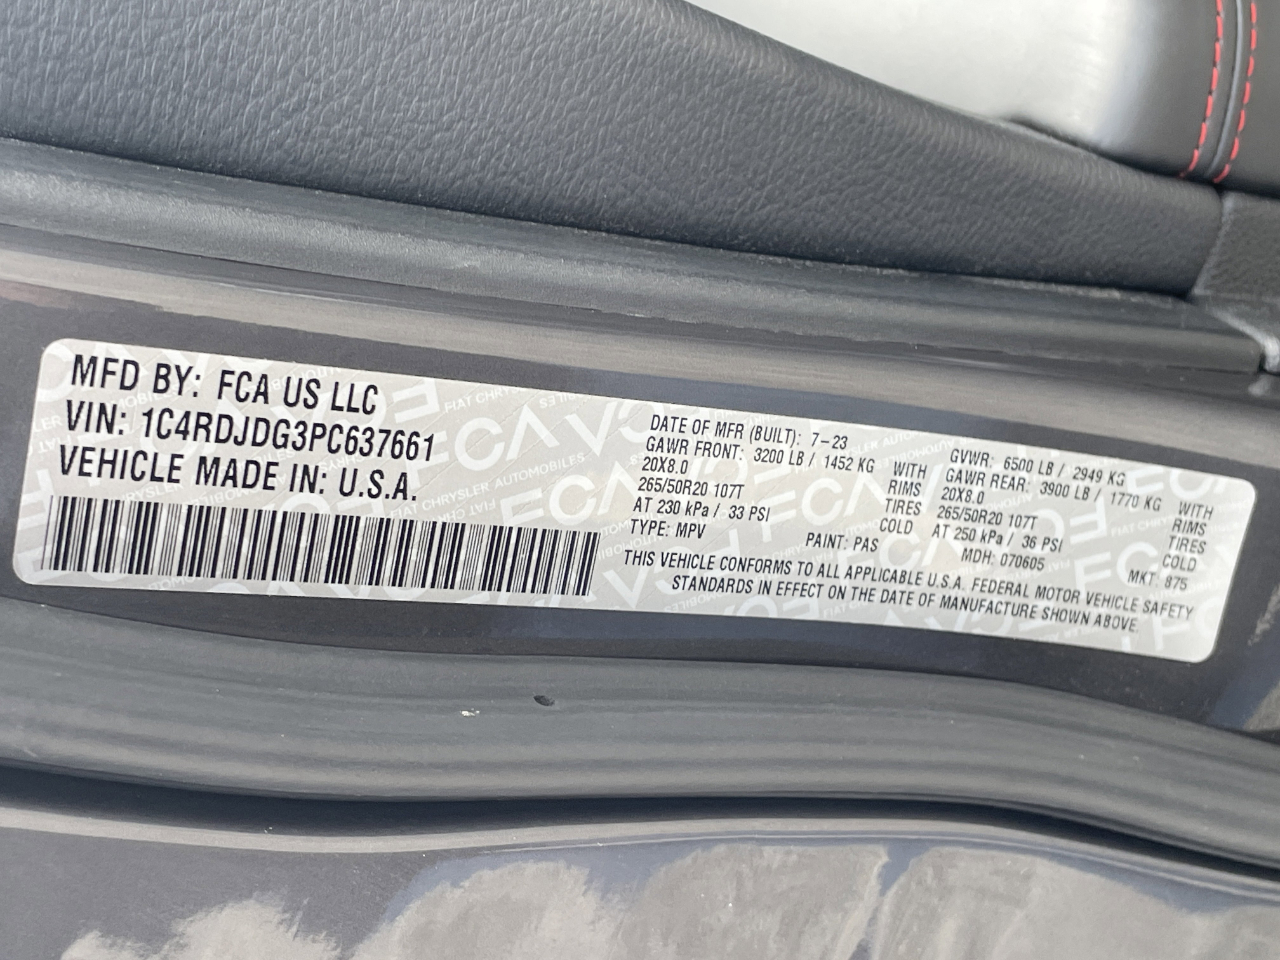 MFD BY: FCA US LLC
VIN: 1C4RDJDG3PC637661
VEHICLE MADE IN: U.S.A.
DATE OF MFR (BUILT): 7-23
GVWR: 6500 LB / 2949 KG
GAWR FRONT: 3200 LB / 1452 KG WITH
20X8.0 RIMS
265/50R20 107T TIRES
AT 230 kPa / 33 PSI COLD
GAWR REAR: 3900 LB / 1770 KG WITH
20X8.0 RIMS
265/50R20 107T TIRES
AT 250 kPa / 36 PSI COLD
TYPE: MPV PAINT: PAS MDH: 070605 MKT: 875
THIS VEHICLE CONFORMS TO ALL APPLICABLE U.S.A. FEDERAL MOTOR VEHICLE SAFETY
STANDARDS IN EFFECT ON THE DATE OF MANUFACTURE SHOWN ABOVE.